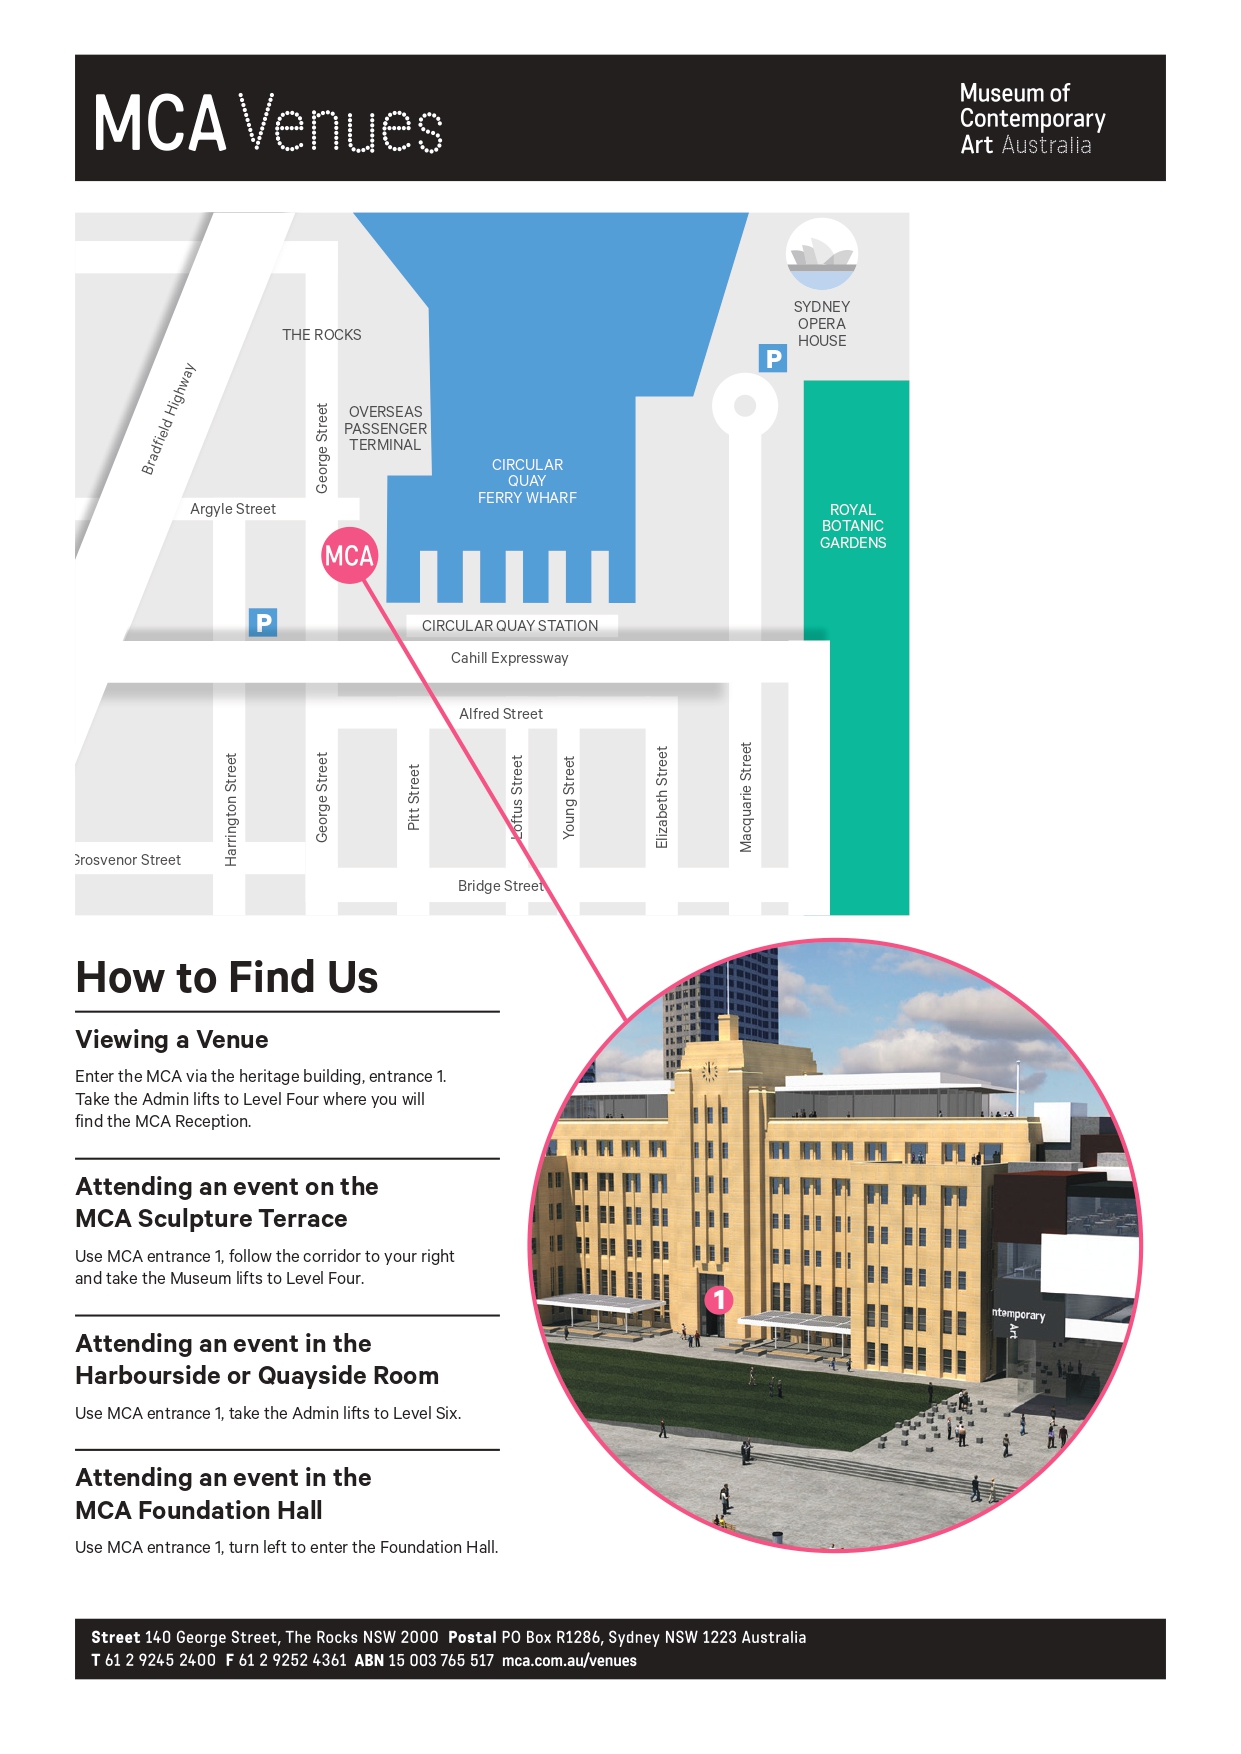 MCA Venues
Museum of
Contemporary
Art Australia
SYDNEY
OPERA
HOUSE
P
THE ROCKS
Bradfield Highway
George Street
OVERSEAS
PASSENGER
TERMINAL
CIRCULAR
QUAY
FERRY WHARF
Argyle Street
ROYAL
BOTANIC
GARDENS
MCA
P
CIRCULAR QUAY STATION
Cahill Expressway
Alfred Street
Harrington Street
George Street
Pitt Street
Loftus Street
Young Street
Elizabeth Street
Macquarie Street
Grosvenor Street
Bridge Street
How to Find Us
Viewing a Venue
Enter the MCA via the heritage building, entrance 1.
Take the Admin lifts to Level Four where you will
find the MCA Reception.
Attending an event on the
MCA Sculpture Terrace
Use MCA entrance 1, follow the corridor to your right
and take the Museum lifts to Level Four.
Attending an event in the
Harbourside or Quayside Room
Use MCA entrance 1, take the Admin lifts to Level Six.
Attending an event in the
MCA Foundation Hall
Use MCA entrance 1, turn left to enter the Foundation Hall.
1
ntemporary
Art
Street 140 George Street, The Rocks NSW 2000 Postal PO Box R1286, Sydney NSW 1223 Australia
T 61 2 9245 2400 F 61 2 9252 4361 ABN 15 003 765 517 mca.com.au/venues